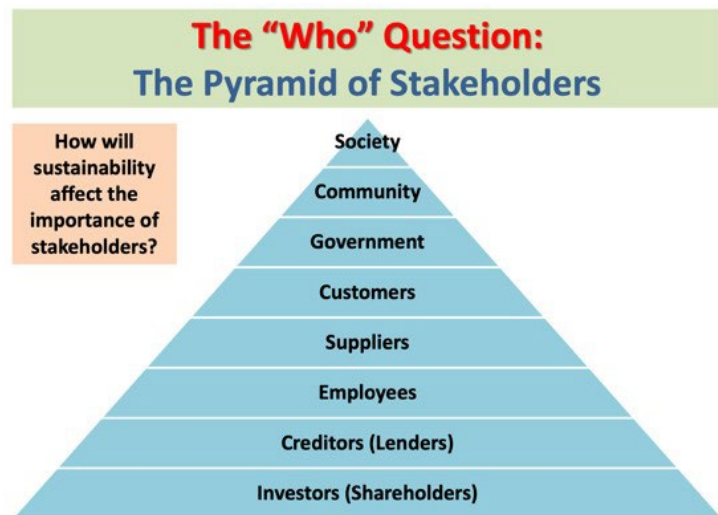 The “Who” Question:
The Pyramid of Stakeholders
How will
sustainability
affect the
importance of
stakeholders?
Society
Community
Government
Customers
Suppliers
Employees
Creditors (Lenders)
Investors (Shareholders)